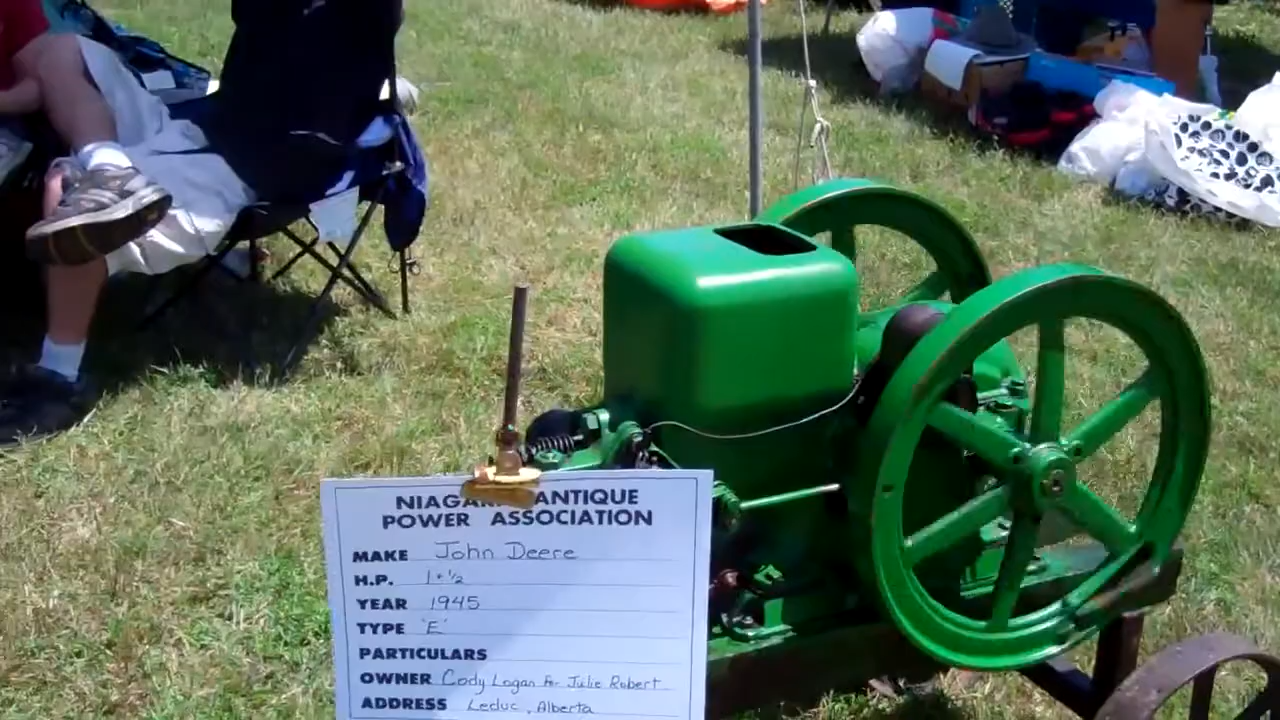 NIAGARA ANTIQUE
POWER ASSOCIATION
MAKE John Deere
H.P. 1+½
YEAR 1945
TYPE 'E'
PARTICULARS
OWNER Cody Logan For Julie Robert
ADDRESS Leduc, Alberta